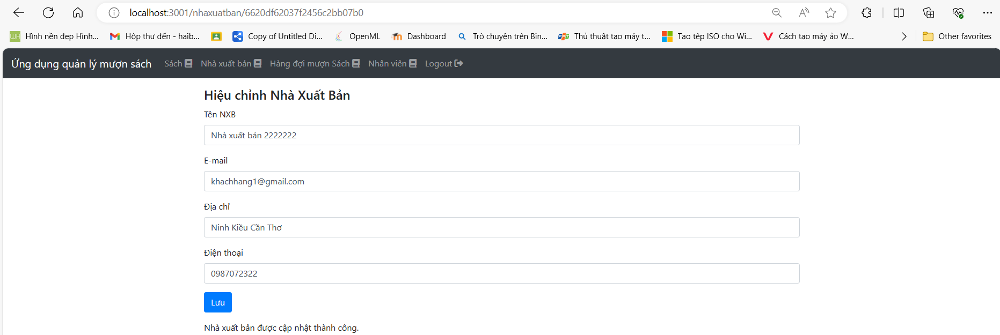 localhost:3001/nhaxuatban/6620df62037f2456c2bb07b0
Hình nền đẹp Hình... Hộp thư đến - haib... Copy of Untitled Di... OpenML Dashboard Trò chuyện trên Bin... Thủ thuật tạo máy t... Tạo tệp ISO cho Wi... Cách tạo máy ảo W... Other favorites
Ứng dụng quản lý mượn sách Sách Nhà xuất bản Hàng đợi mượn Sách Nhân viên Logout
Hiệu chỉnh Nhà Xuất Bản
Tên NXB
Nhà xuất bản 2222222
E-mail
khachhang1@gmail.com
Địa chỉ
Ninh Kiều Cần Thơ
Điện thoại
0987072322
Lưu
Nhà xuất bản được cập nhật thành công.